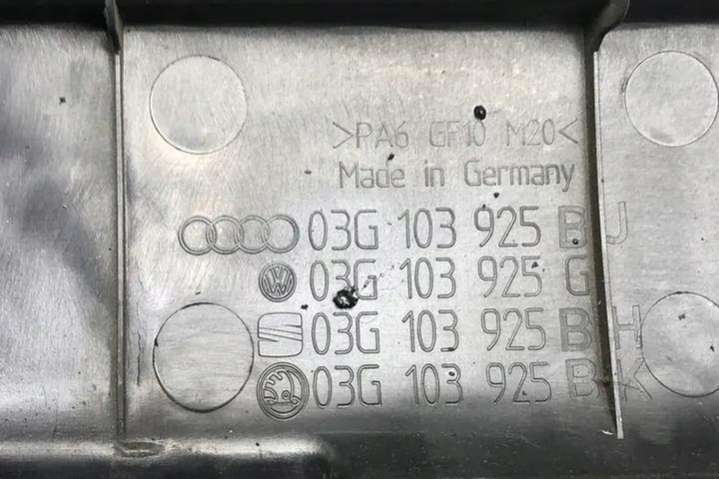 >PA6 GF10 M20<
Made in Germany
03G 103 925 BJ
03G 103 925 G
03G 103 925 BH
03G 103 925 BK